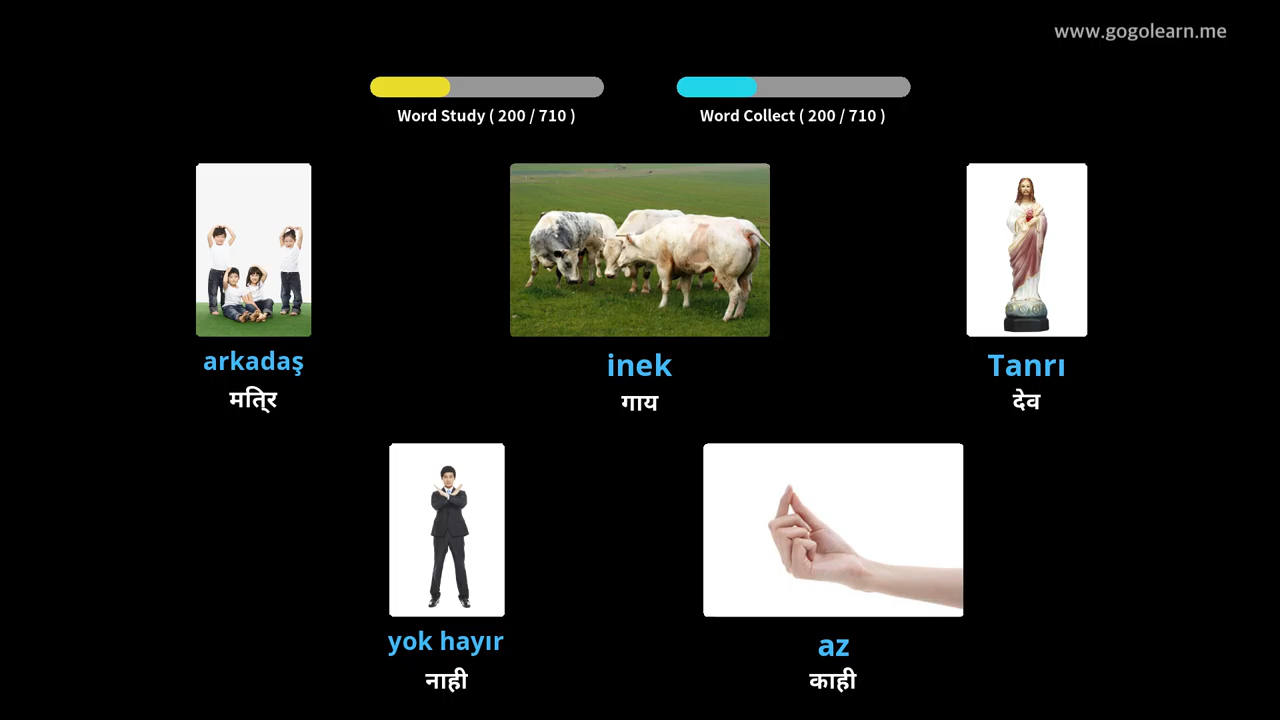 www.gogolearn.me
Word Study ( 200 / 710 )
Word Collect ( 200 / 710 )
arkadaş
मित्र
inek
गाय
Tanrı
देव
yok hayır
नाही
az
काही